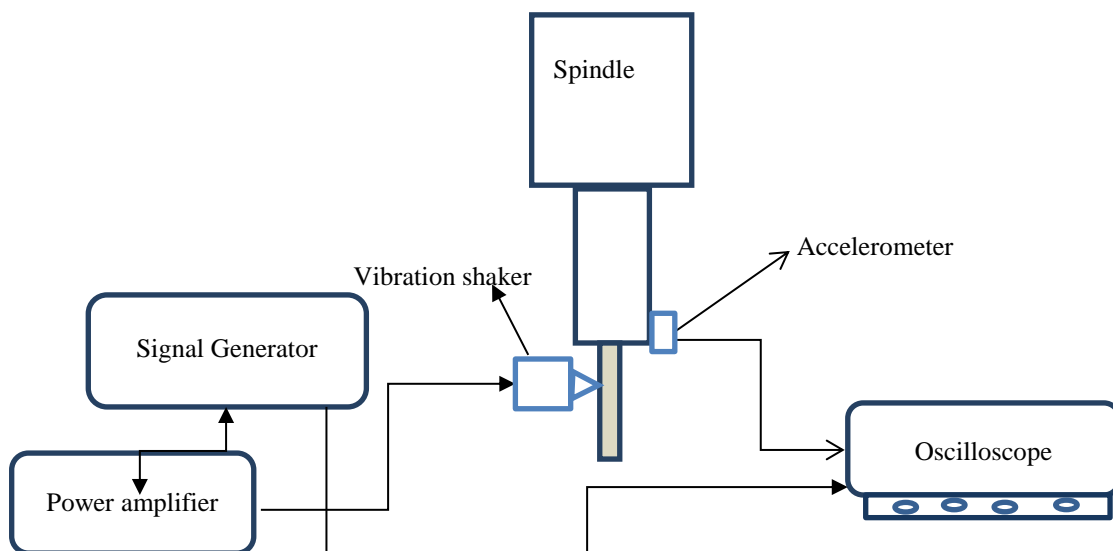 Spindle
Accelerometer
Vibration shaker
Signal Generator
Oscilloscope
Power amplifier